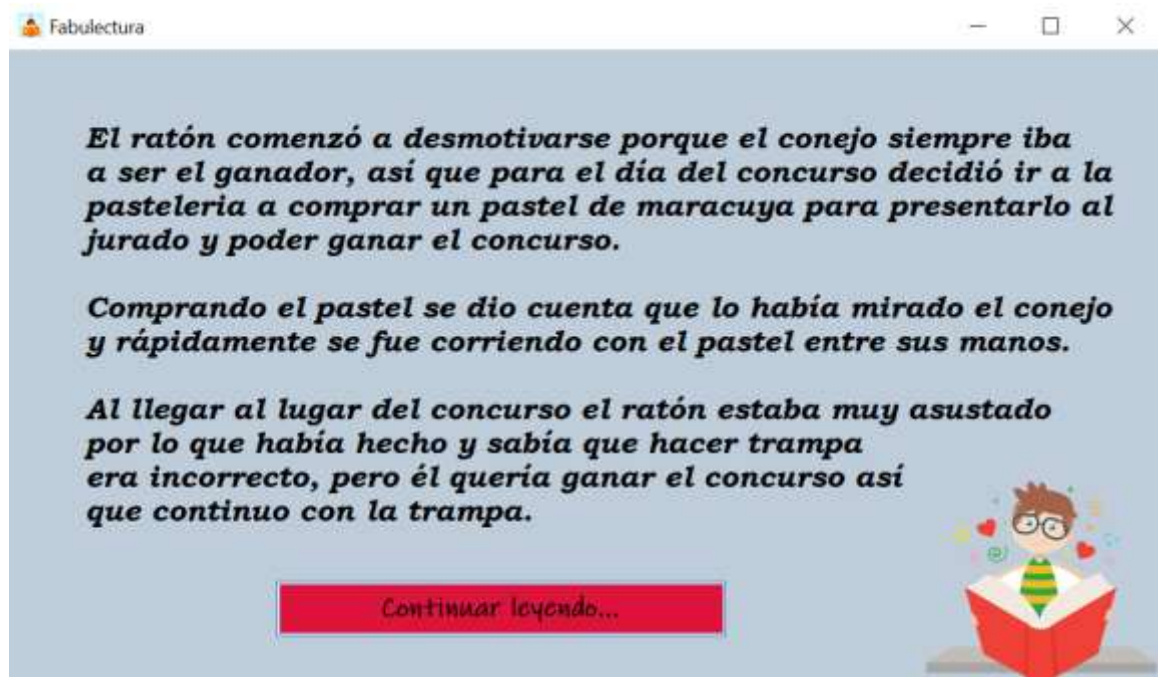 Fabulectura
El ratón comenzó a desmotivarse porque el conejo siempre iba
a ser el ganador, así que para el día del concurso decidió ir a la
pasteleria a comprar un pastel de maracuya para presentarlo al
jurado y poder ganar el concurso.
Comprando el pastel se dio cuenta que lo había mirado el conejo
y rápidamente se fue corriendo con el pastel entre sus manos.
Al llegar al lugar del concurso el ratón estaba muy asustado
por lo que había hecho y sabía que hacer trampa
era incorrecto, pero él quería ganar el concurso así
que continuo con la trampa.
Continuar leyendo...